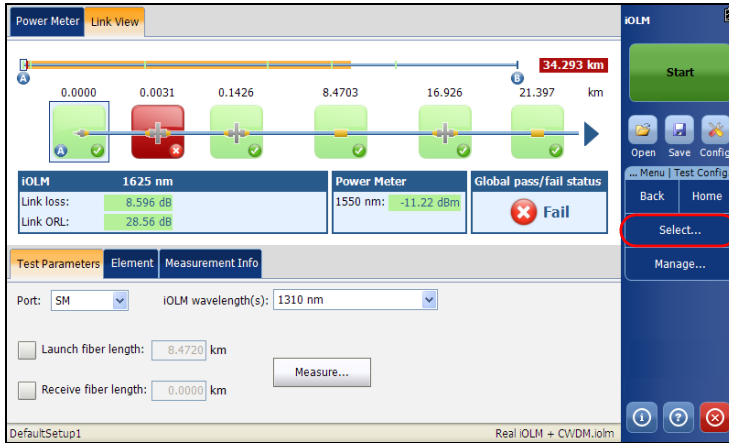 Power Meter Link View
34.293 km
A B
0.0000 0.0031 0.1426 8.4703 16.926 21.397 km
A
iOLM 1625 nm
Link loss: 8.596 dB
Link ORL: 28.56 dB
Power Meter
1550 nm: -11.22 dBm
Global pass/fail status
Fail
Test Parameters Element Measurement Info
Port: SM iOLM wavelength(s): 1310 nm
Launch fiber length: 8.4720 km
Receive fiber length: 0.0000 km
Measure...
DefaultSetup1 Real iOLM + CWDM.iolm
iOLM
Start
Open Save Config
... Menu | Test Config
Back Home
Select...
Manage...